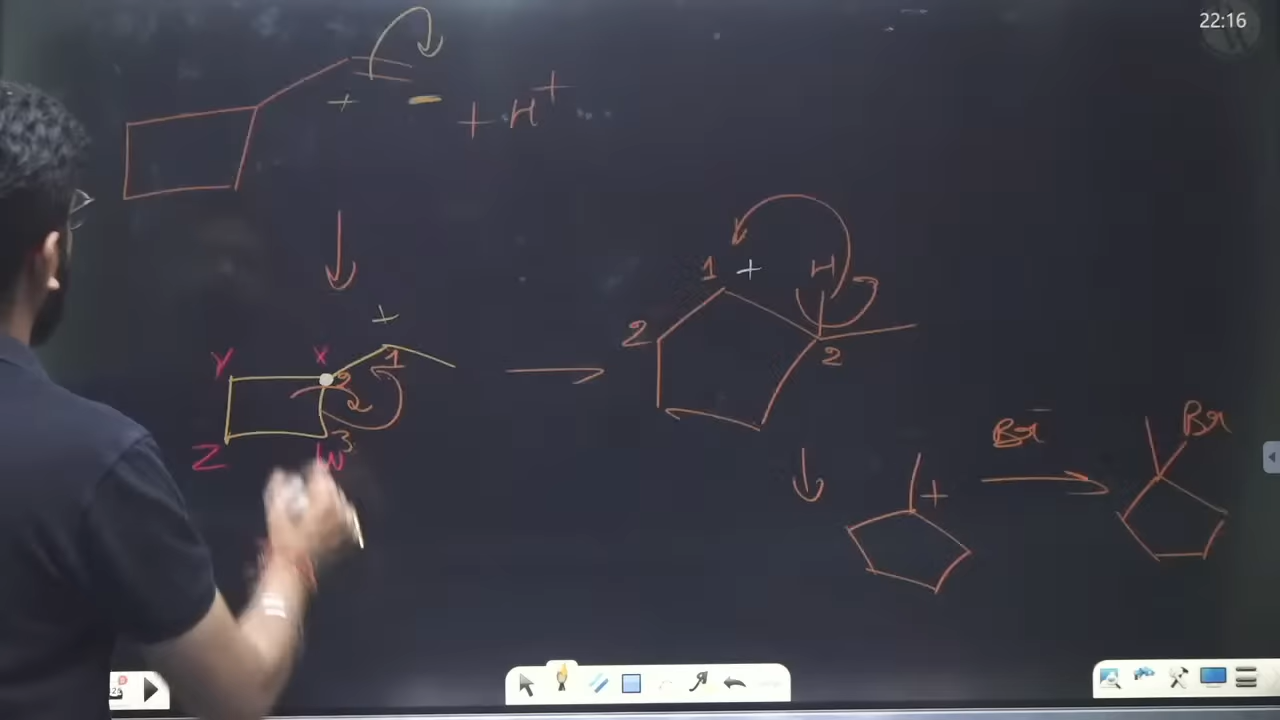 22:16
+ −
+ H+
+
Y X 1
2
3
Z W
1 + H
2
2
+
Br−
Br